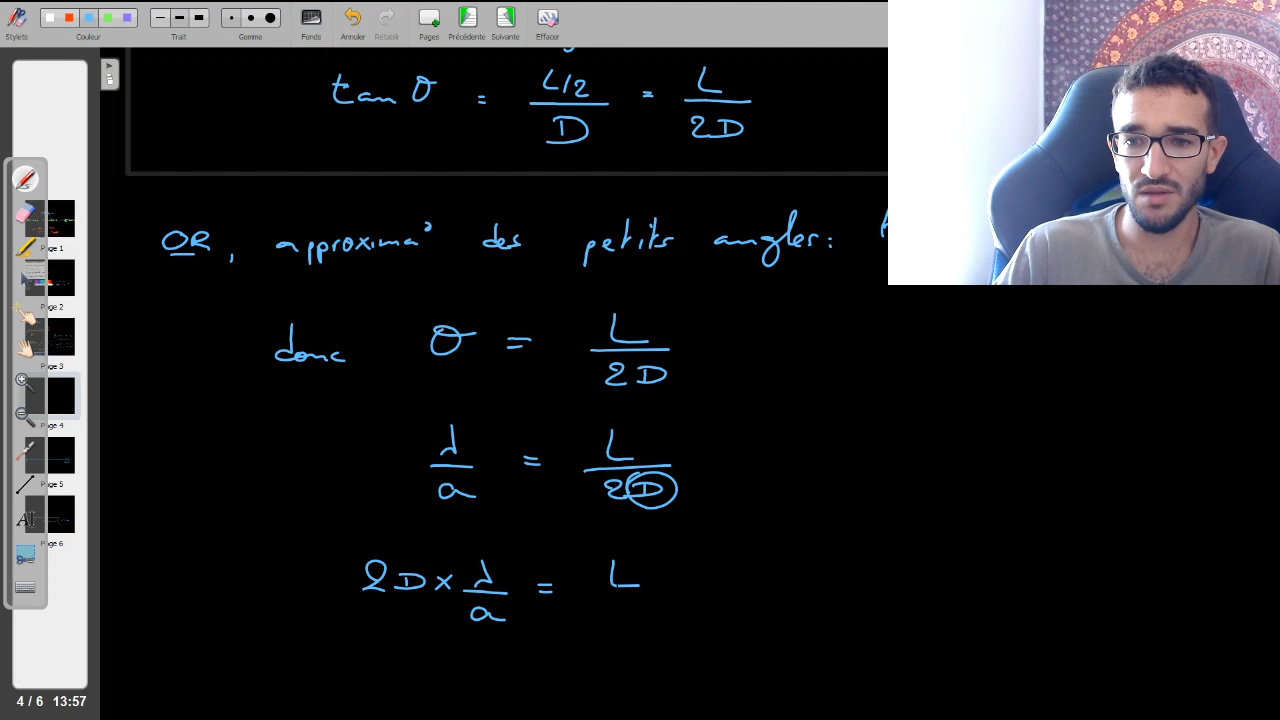 Stylets Couleur Trait Gomme Fonde Annuler Rétablir Pages Précédente Suivante Effacer
tan θ = L/2 / D = L / 2D
OR, approxima° des petits angles:
donc θ = L / 2D
λ / a = L / 2D
2D × λ / a = L
Page 1
Page 2
Page 3
Page 4
Page 5
AI
Page 6
4 / 6 13:57